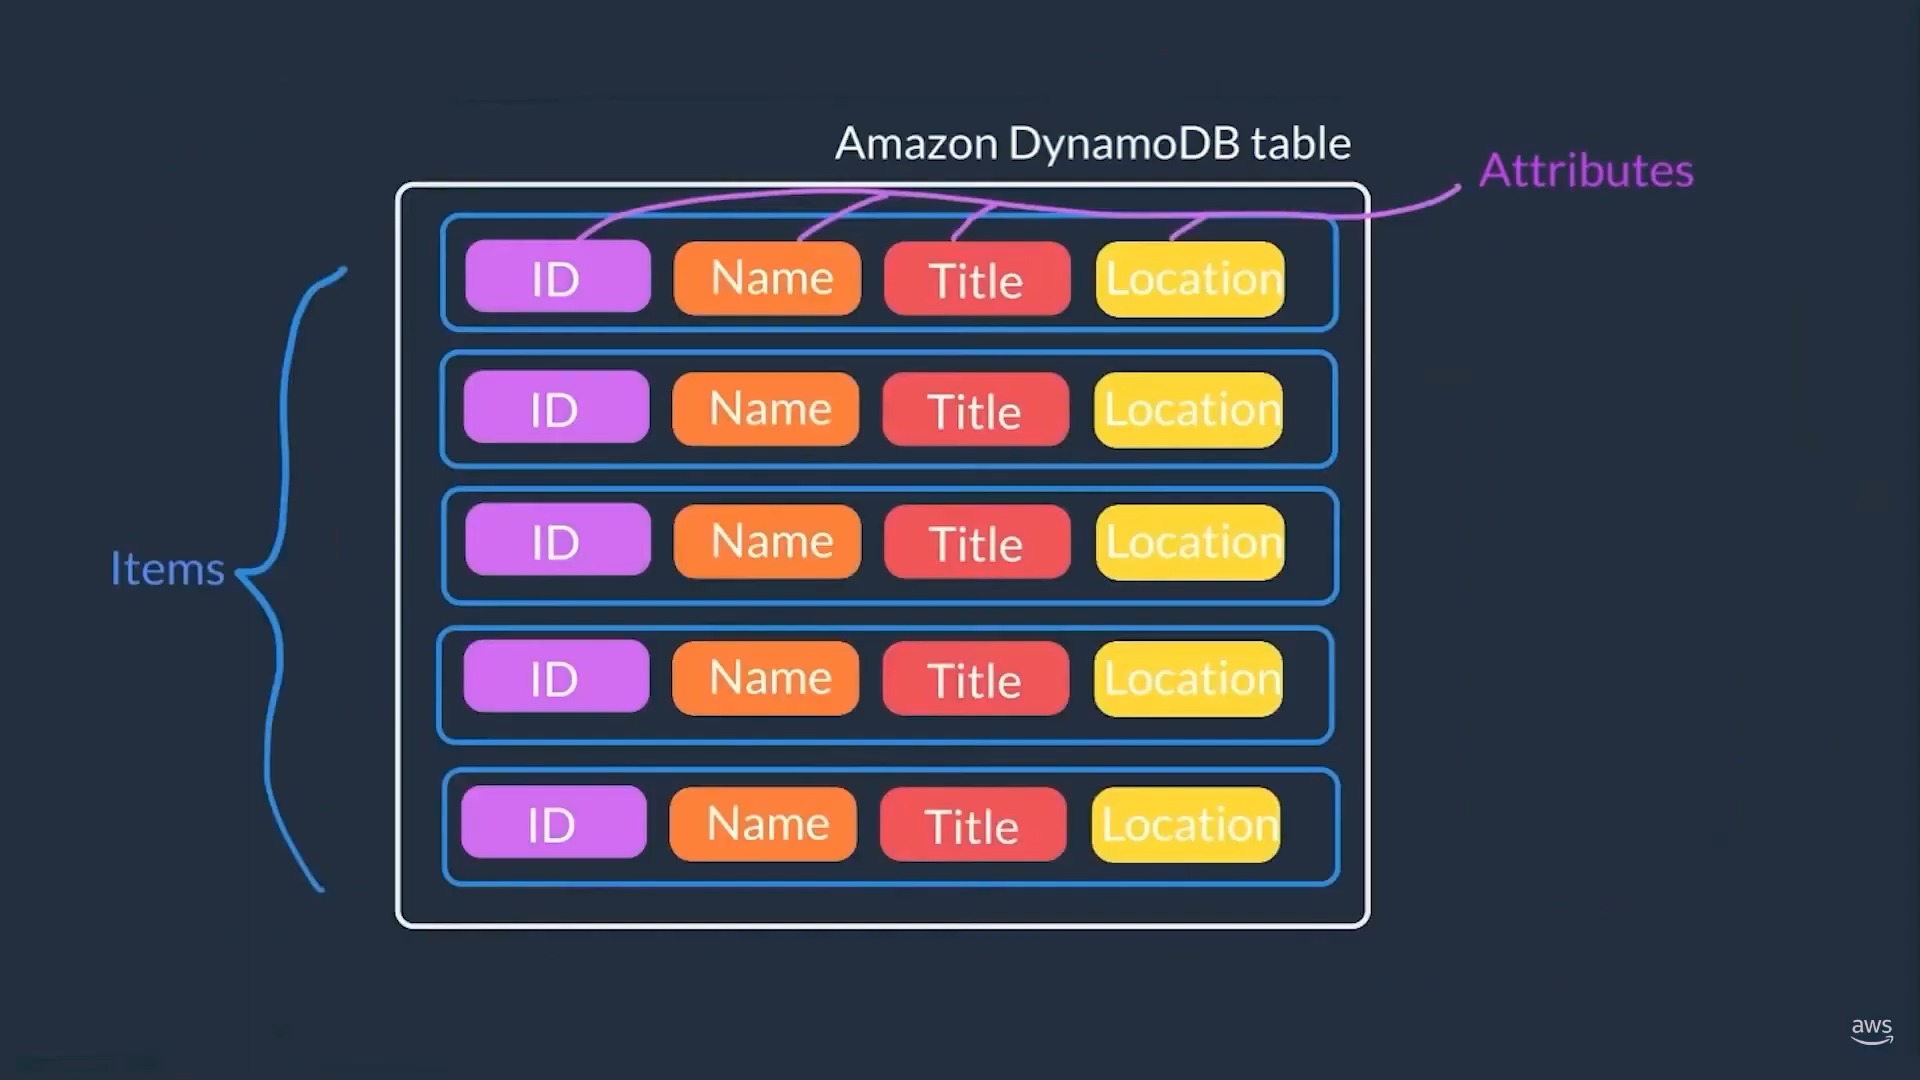 Amazon DynamoDB table
Attributes
ID Name Title Location
ID Name Title Location
Items
ID Name Title Location
ID Name Title Location
ID Name Title Location
aws